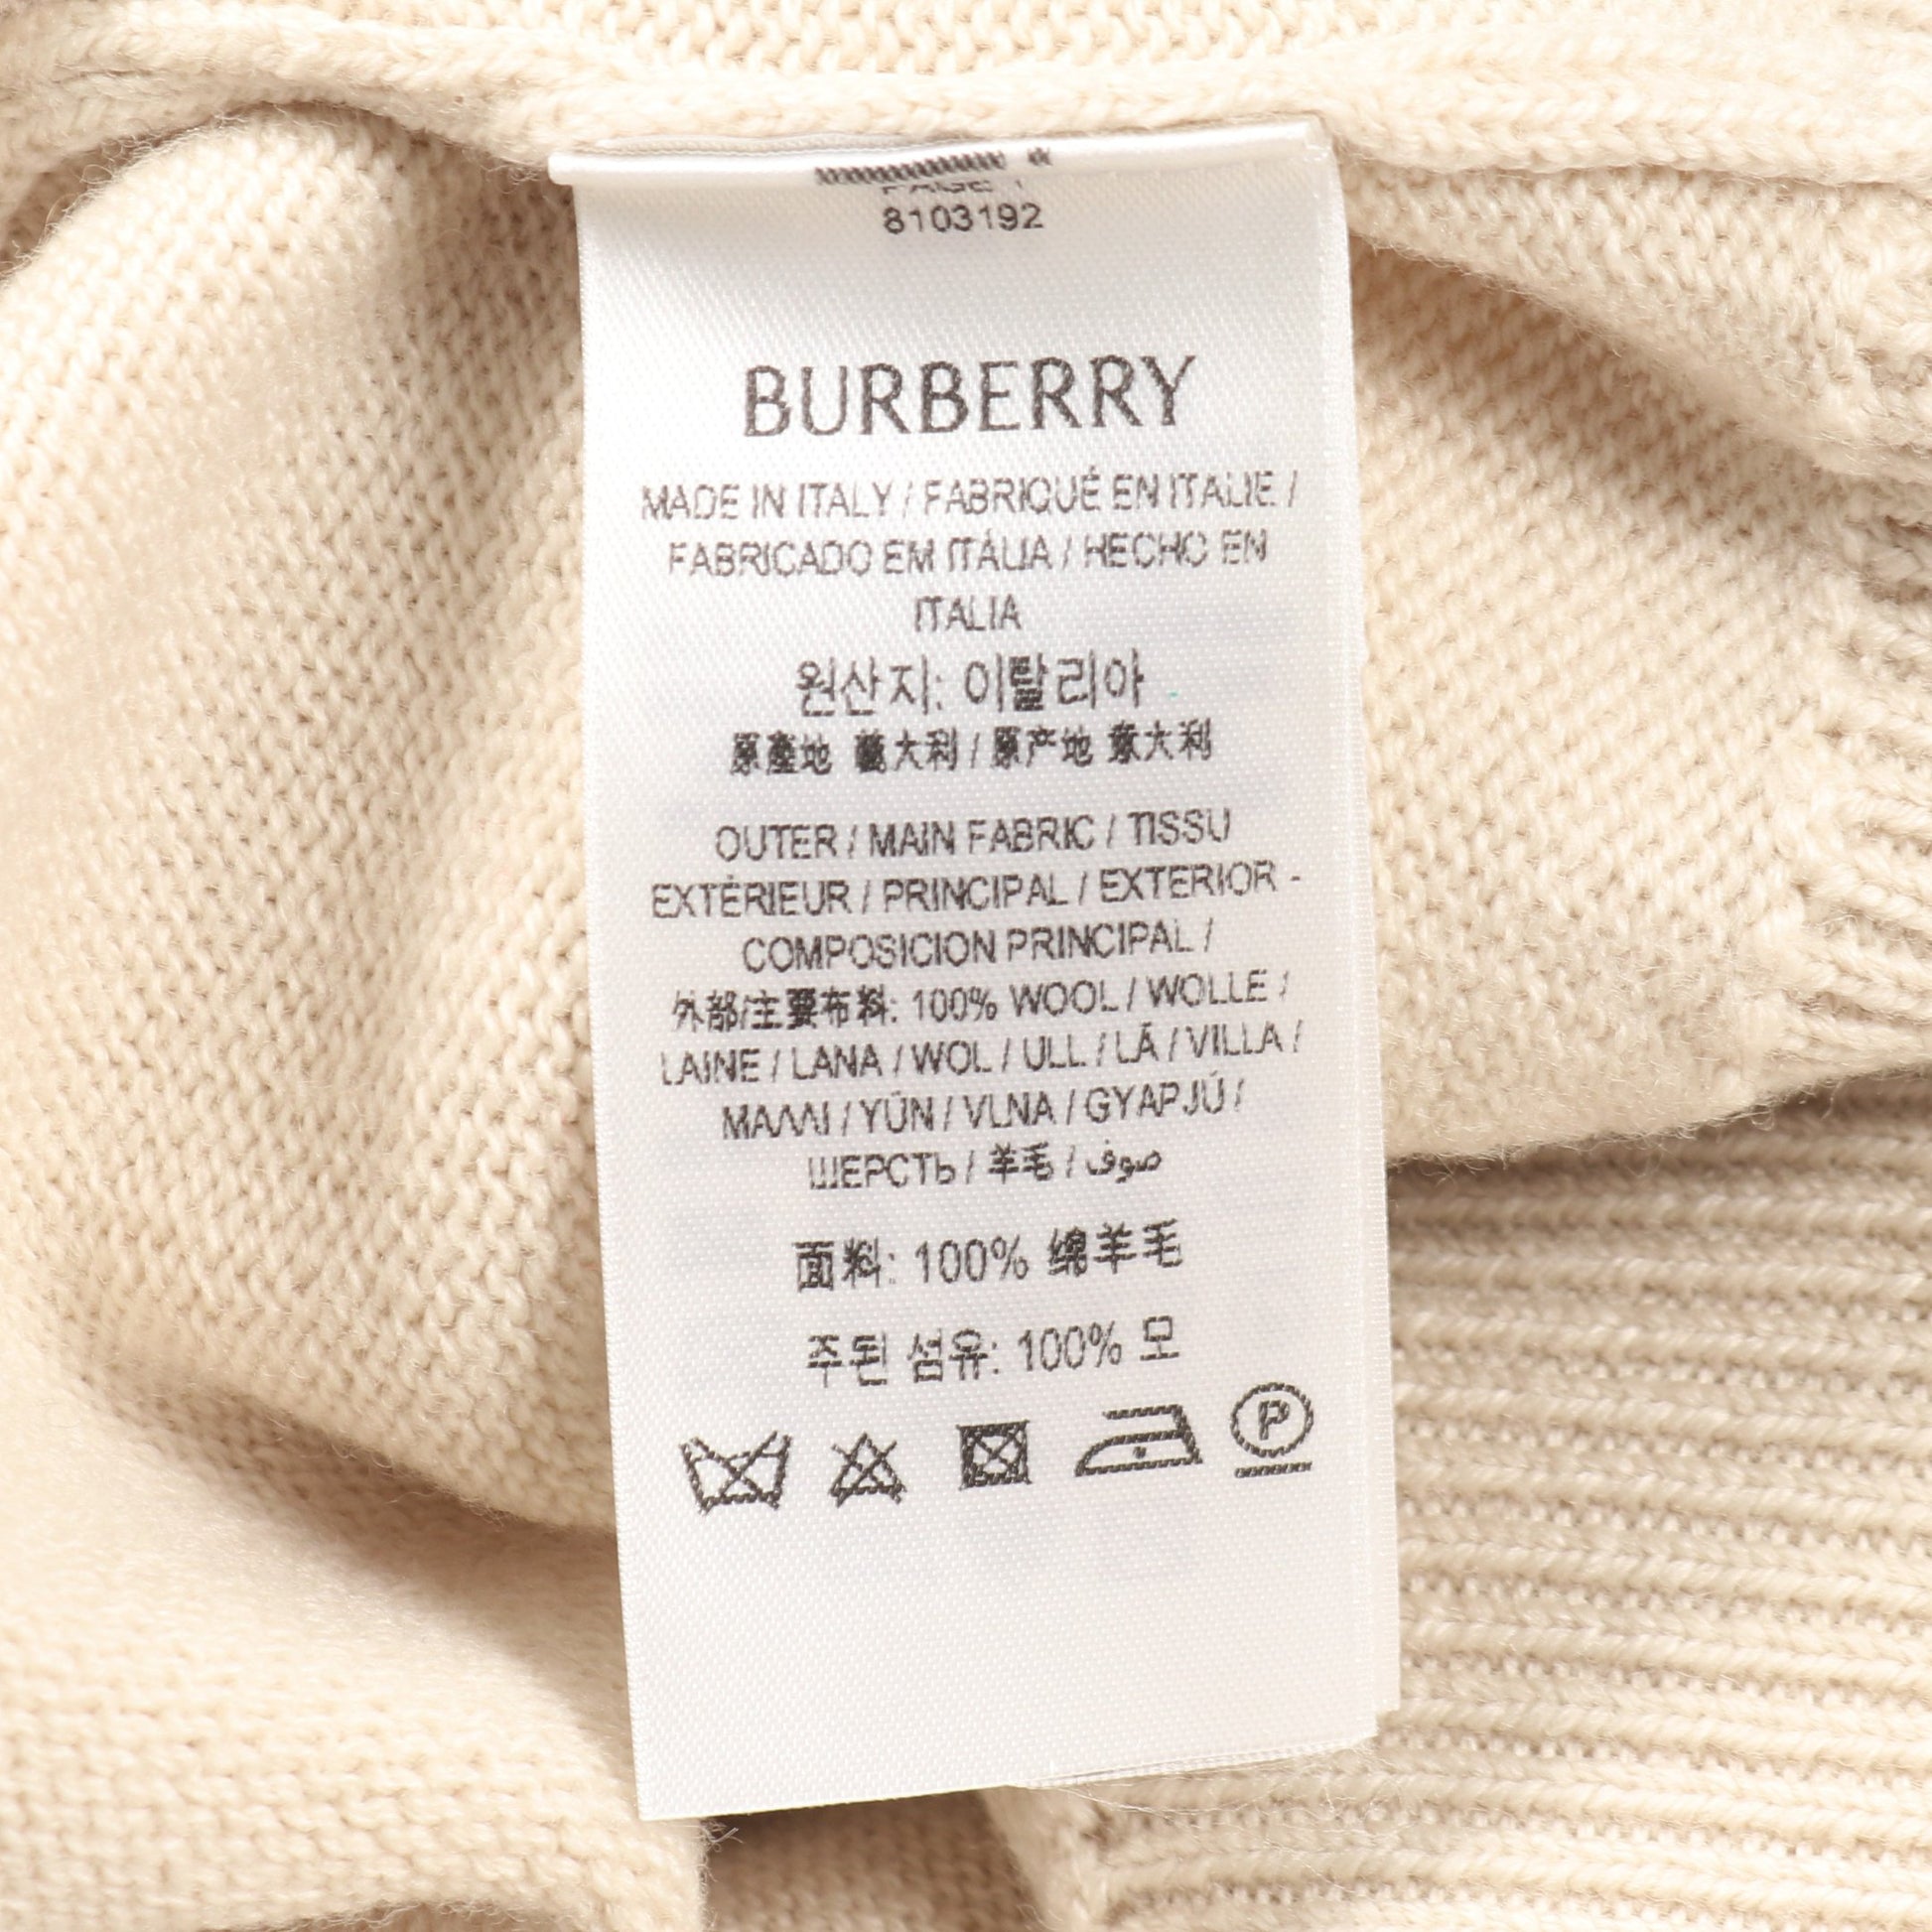 8103192
BURBERRY
MADE IN ITALY / FABRIQUÉ EN ITALIE /
FABRICADO EM ITÁLIA / HECHO EN
ITALIA
원산지: 이탈리아
原產地 義大利 / 原产地 意大利
OUTER / MAIN FABRIC / TISSU
EXTÉRIEUR / PRINCIPAL / EXTERIOR -
COMPOSICION PRINCIPAL /
外部/主要布料: 100% WOOL / WOLLE /
LAINE / LANA / WOL / ULL / LÃ / VILLA /
ΜΑΛΛΙ / YÜN / VLNA / GYAPJÚ /
ШЕРСТЬ / 羊毛 / صوف
面料: 100% 绵羊毛
주된 섬유: 100% 모
P